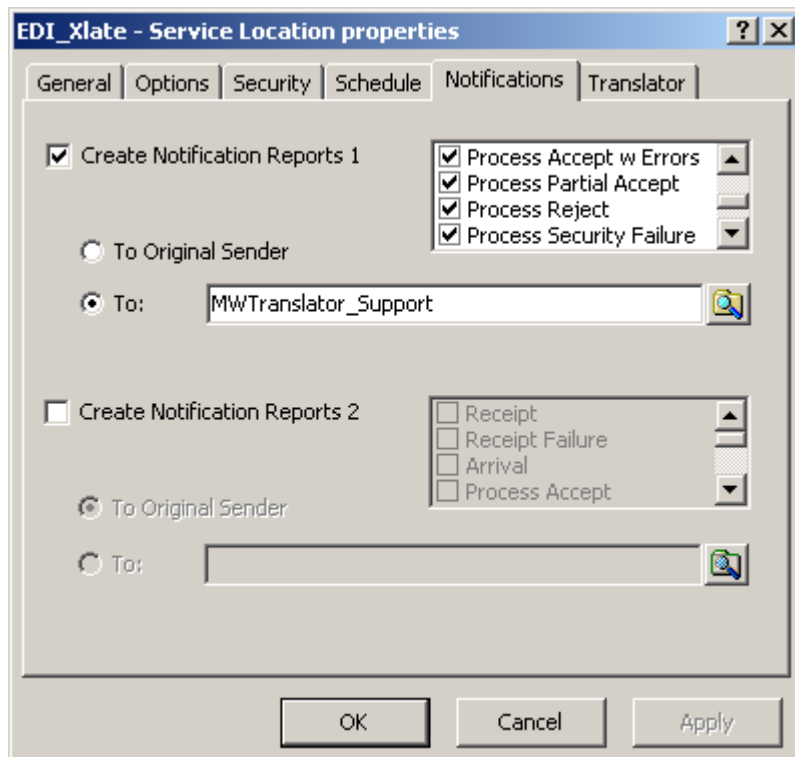 EDI_Xlate - Service Location properties
General Options Security Schedule Notifications Translator
Create Notification Reports 1
Process Accept w Errors
Process Partial Accept
Process Reject
Process Security Failure
To Original Sender
To: MWTranslator_Support
Create Notification Reports 2
Receipt
Receipt Failure
Arrival
Process Accept
To Original Sender
To:
OK Cancel Apply